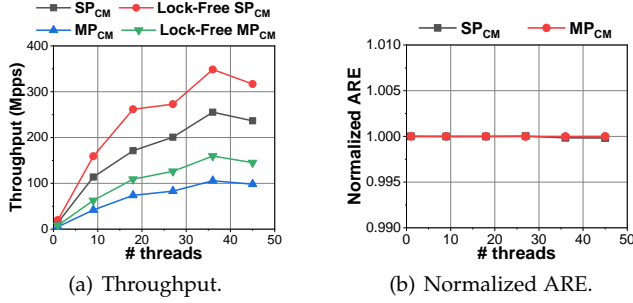 SP_CM Lock-Free SP_CM
MP_CM Lock-Free MP_CM
400
300
200
100
0
Throughput (Mpps)
0 10 20 30 40 50
# threads
(a) Throughput.
SP_CM MP_CM
1.010
1.005
1.000
0.995
0.990
Normalized ARE
0 10 20 30 40 50
# threads
(b) Normalized ARE.